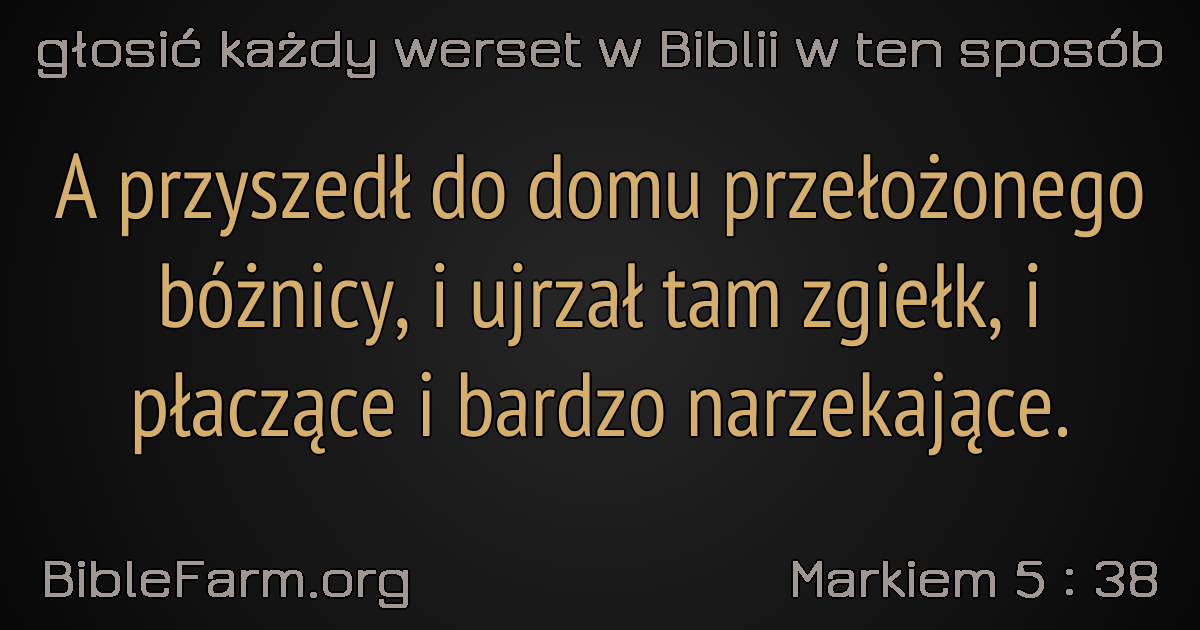 głosić każdy werset w Biblii w ten sposób
A przyszedł do domu przełożonego
bóżnicy, i ujrzał tam zgiełk, i
płaczące i bardzo narzekające.
BibleFarm.org
Markiem 5 : 38